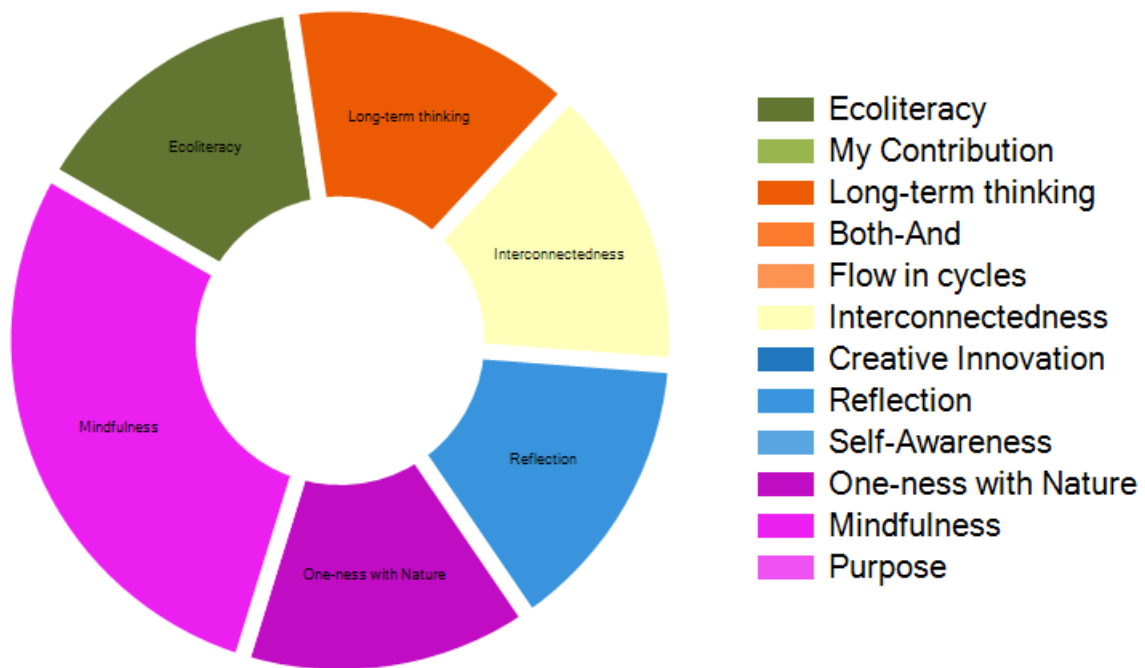 Long-term thinking
Ecoliteracy
Interconnectedness
Mindfulness
Reflection
One-ness with Nature
Ecoliteracy
My Contribution
Long-term thinking
Both-And
Flow in cycles
Interconnectedness
Creative Innovation
Reflection
Self-Awareness
One-ness with Nature
Mindfulness
Purpose